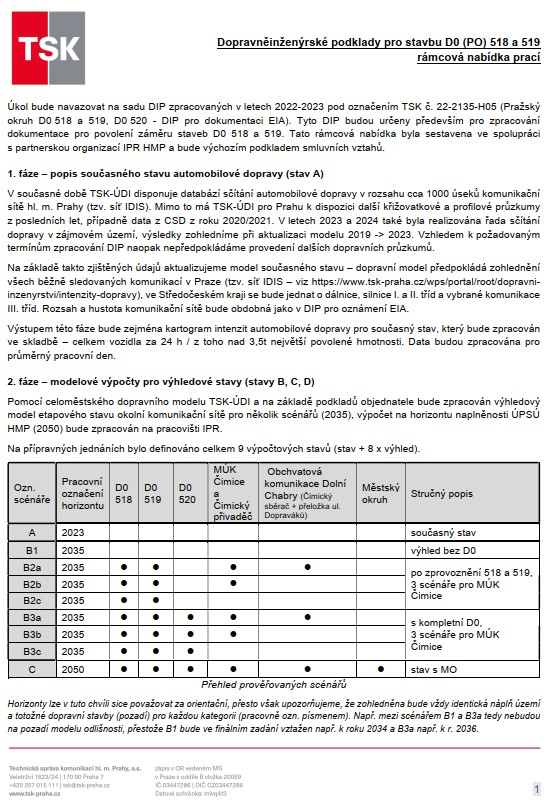 TSK
Dopravněinženýrské podklady pro stavbu D0 (PO) 518 a 519
rámcová nabídka prací
Úkol bude navazovat na sadu DIP zpracovaných v letech 2022-2023 pod označením TSK č. 22-2135-H05 (Pražský
okruh D0 518 a 519, D0 520 - DIP pro dokumentaci EIA). Tyto DIP budou určeny především pro zpracování
dokumentace pro povolení záměru staveb D0 518 a 519. Tato rámcová nabídka byla sestavena ve spolupráci
s partnerskou organizací IPR HMP a bude výchozím podkladem smluvních vztahů.
1. fáze – popis současného stavu automobilové dopravy (stav A)
V současné době TSK-ÚDI disponuje databází sčítání automobilové dopravy v rozsahu cca 1000 úseků komunikační
sítě hl. m. Prahy (tzv. síť IDIS). Mimo to má TSK-ÚDI pro Prahu k dispozici další křižovatkové a profilové průzkumy
z posledních let, případně data z CSD z roku 2020/2021. V letech 2023 a 2024 také byla realizována řada sčítání
dopravy v zájmovém území, výsledky zohledníme při aktualizaci modelu 2019 -> 2023. Vzhledem k požadovaným
termínům zpracování DIP naopak nepředpokládáme provedení dalších dopravních průzkumů.
Na základě takto zjištěných údajů aktualizujeme model současného stavu – dopravní model předpokládá zohlednění
všech běžně sledovaných komunikací v Praze (tzv. síť IDIS – viz https://www.tsk-praha.cz/wps/portal/root/dopravni-
inzenyrstvi/intenzity-dopravy), ve Středočeském kraji se bude jednat o dálnice, silnice I. a II. tříd a vybrané komunikace
III. tříd. Rozsah a hustota komunikační sítě bude obdobná jako v DIP pro oznámení EIA.
Výstupem této fáze bude zejména kartogram intenzit automobilové dopravy pro současný stav, který bude zpracován
ve skladbě – celkem vozidla za 24 h / z toho nad 3,5t největší povolené hmotnosti. Data budou zpracována pro
průměrný pracovní den.
2. fáze – modelové výpočty pro výhledové stavy (stavy B, C, D)
Pomocí celoměstského dopravního modelu TSK-ÚDI a na základě podkladů objednatele bude zpracován výhledový
model etapového stavu okolní komunikační sítě pro několik scénářů (2035), výpočet na horizontu naplněnosti ÚPSÚ
HMP (2050) bude zpracován na pracovišti IPR.
Na přípravných jednáních bylo definováno celkem 9 výpočtových stavů (stav + 8 x výhled).
Ozn. scénáře | Pracovní označení horizontu | D0 518 | D0 519 | D0 520 | MÚK Čimice a Čimický přivaděč | Obchvatová komunikace Dolní Chabry (Čimický sběrač + přeložka ul. Dopraváků) | Městský okruh | Stručný popis
A | 2023 | | | | | | | současný stav
B1 | 2035 | | | | | | | výhled bez D0
B2a | 2035 | ● | ● | | ● | ● | | po zprovoznění 518 a 519, 3 scénáře pro MÚK Čimice
B2b | 2035 | ● | ● | | ● | | |
B2c | 2035 | ● | ● | | | | |
B3a | 2035 | ● | ● | ● | ● | ● | | s kompletní D0, 3 scénáře pro MÚK Čimice
B3b | 2035 | ● | ● | ● | ● | | |
B3c | 2035 | ● | ● | ● | | | |
C | 2050 | ● | ● | ● | ● | ● | ● | stav s MO
Přehled prověřovaných scénářů
Horizonty lze v tuto chvíli sice považovat za orientační, přesto však upozorňujeme, že zohledněna bude vždy identická náplň území
a totožné dopravní stavby (pozadí) pro každou kategorii (pracovně ozn. písmenem). Např. mezi scénářem B1 a B3a tedy nebudou
na pozadí modelu odlišnosti, přestože B1 bude ve finálním zadání vztažen např. k roku 2034 a B3a např. k r. 2036.
Technická správa komunikací hl. m. Prahy, a.s.
Veletržní 1623/24 | 170 00 Praha 7
+420 257 015 111 | tsk@tsk-praha.cz
www.tsk-praha.cz
zápis v OR vedeném MS
v Praze v oddíle B vložka 20059
IČ 03447286 | DIČ CZ03447286
Datová schránka: mivq4t3
1